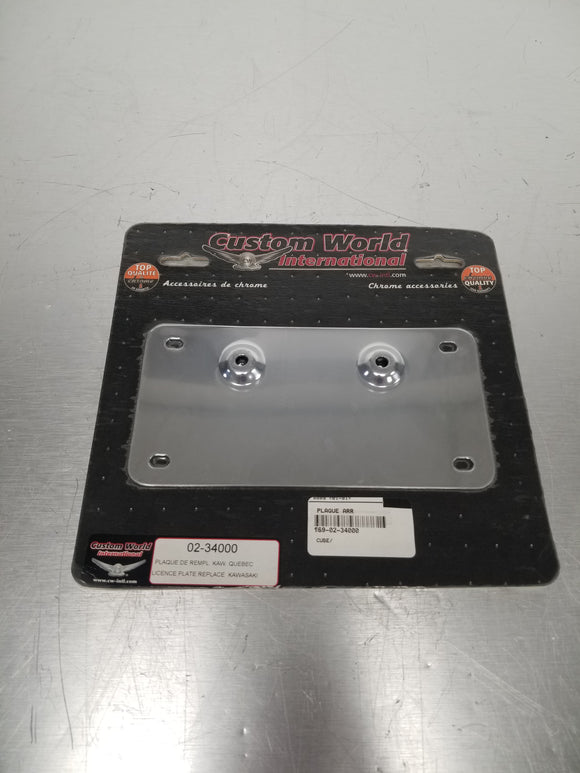 Custom World
International
www.cw-intl.com
TOP
QUALITÉ
CHROME
Accessoires de chrome
Chrome accessories
TOP
QUALITY
PLAQUE ARR
169-02-34000
CUBE/
Custom World
International
www.cw-intl.com
02-34000
PLAQUE DE REMPL. KAW. QUEBEC
LICENCE PLATE REPLACE. KAWASAKI